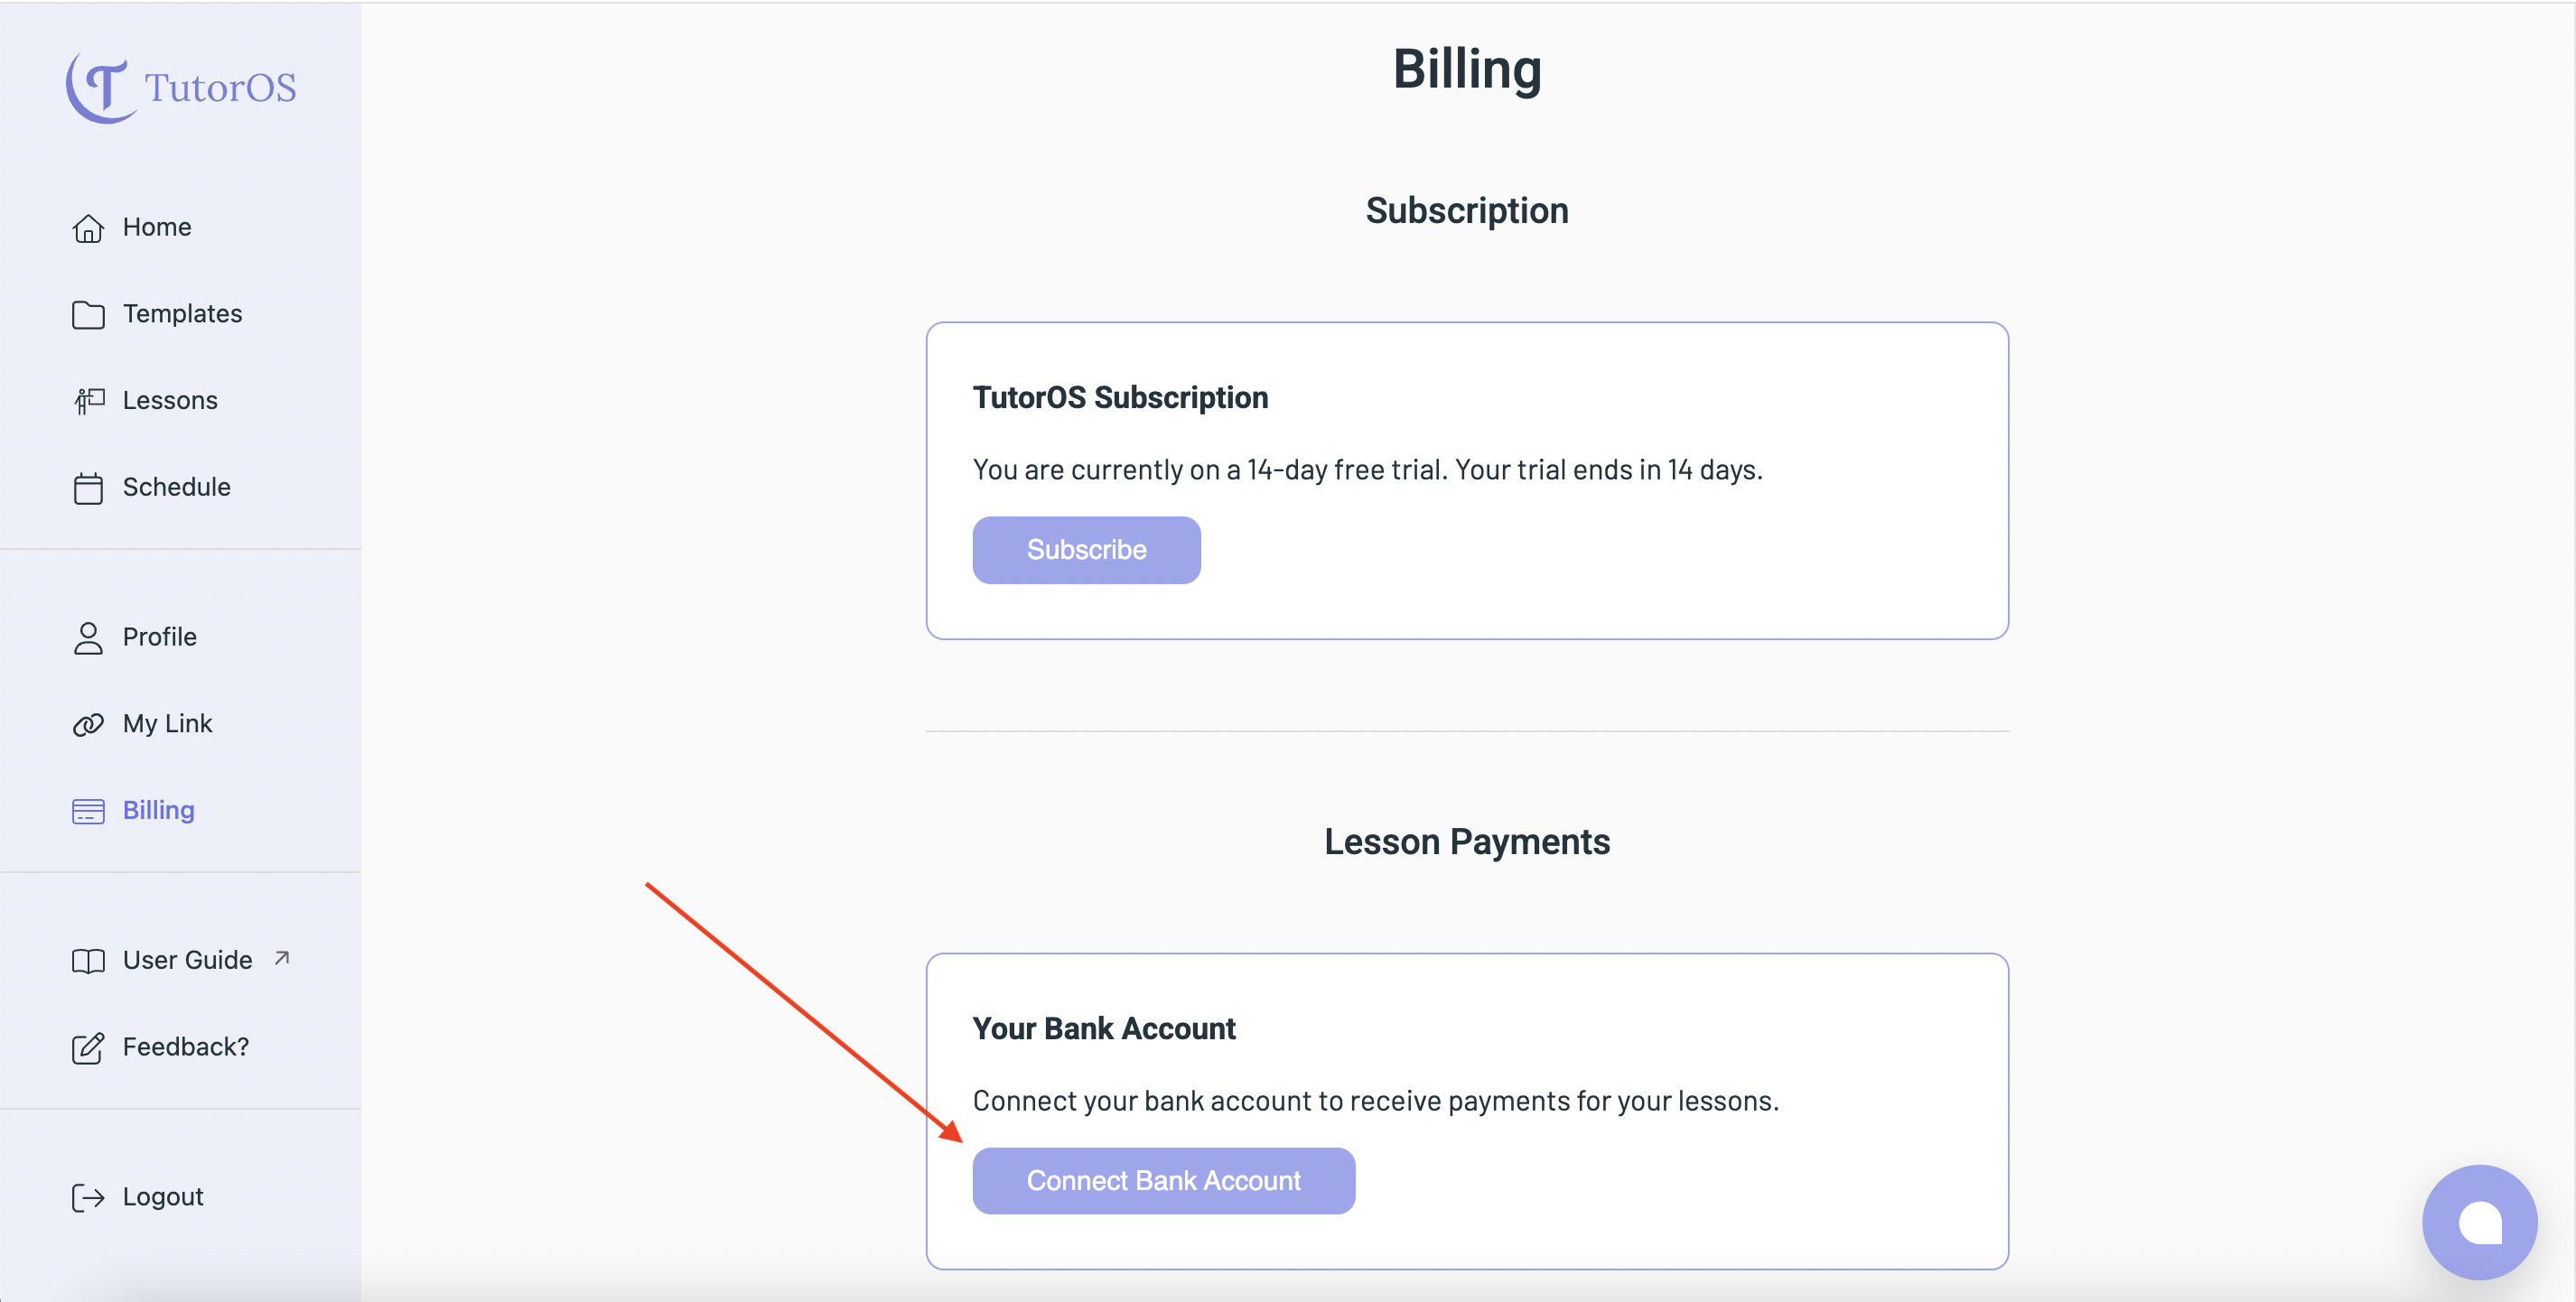 TutorOS
Home
Templates
Lessons
Schedule
Profile
My Link
Billing
User Guide
Feedback?
Logout
Billing
Subscription
TutorOS Subscription
You are currently on a 14-day free trial. Your trial ends in 14 days.
Subscribe
Lesson Payments
Your Bank Account
Connect your bank account to receive payments for your lessons.
Connect Bank Account